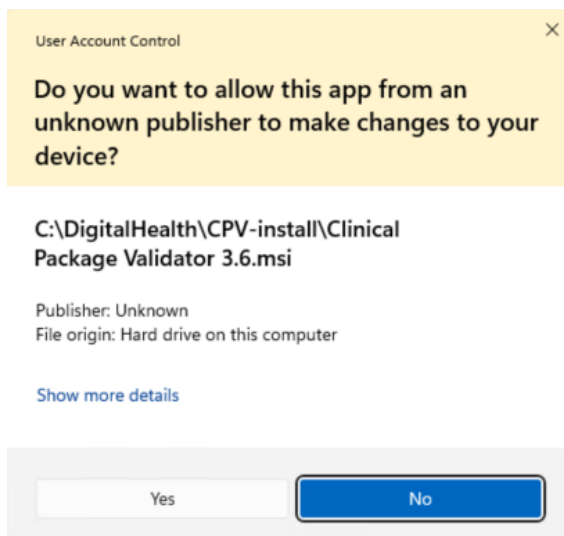 User Account Control
Do you want to allow this app from an
unknown publisher to make changes to your
device?
C:\DigitalHealth\CPV-install\Clinical
Package Validator 3.6.msi
Publisher: Unknown
File origin: Hard drive on this computer
Show more details
Yes
No